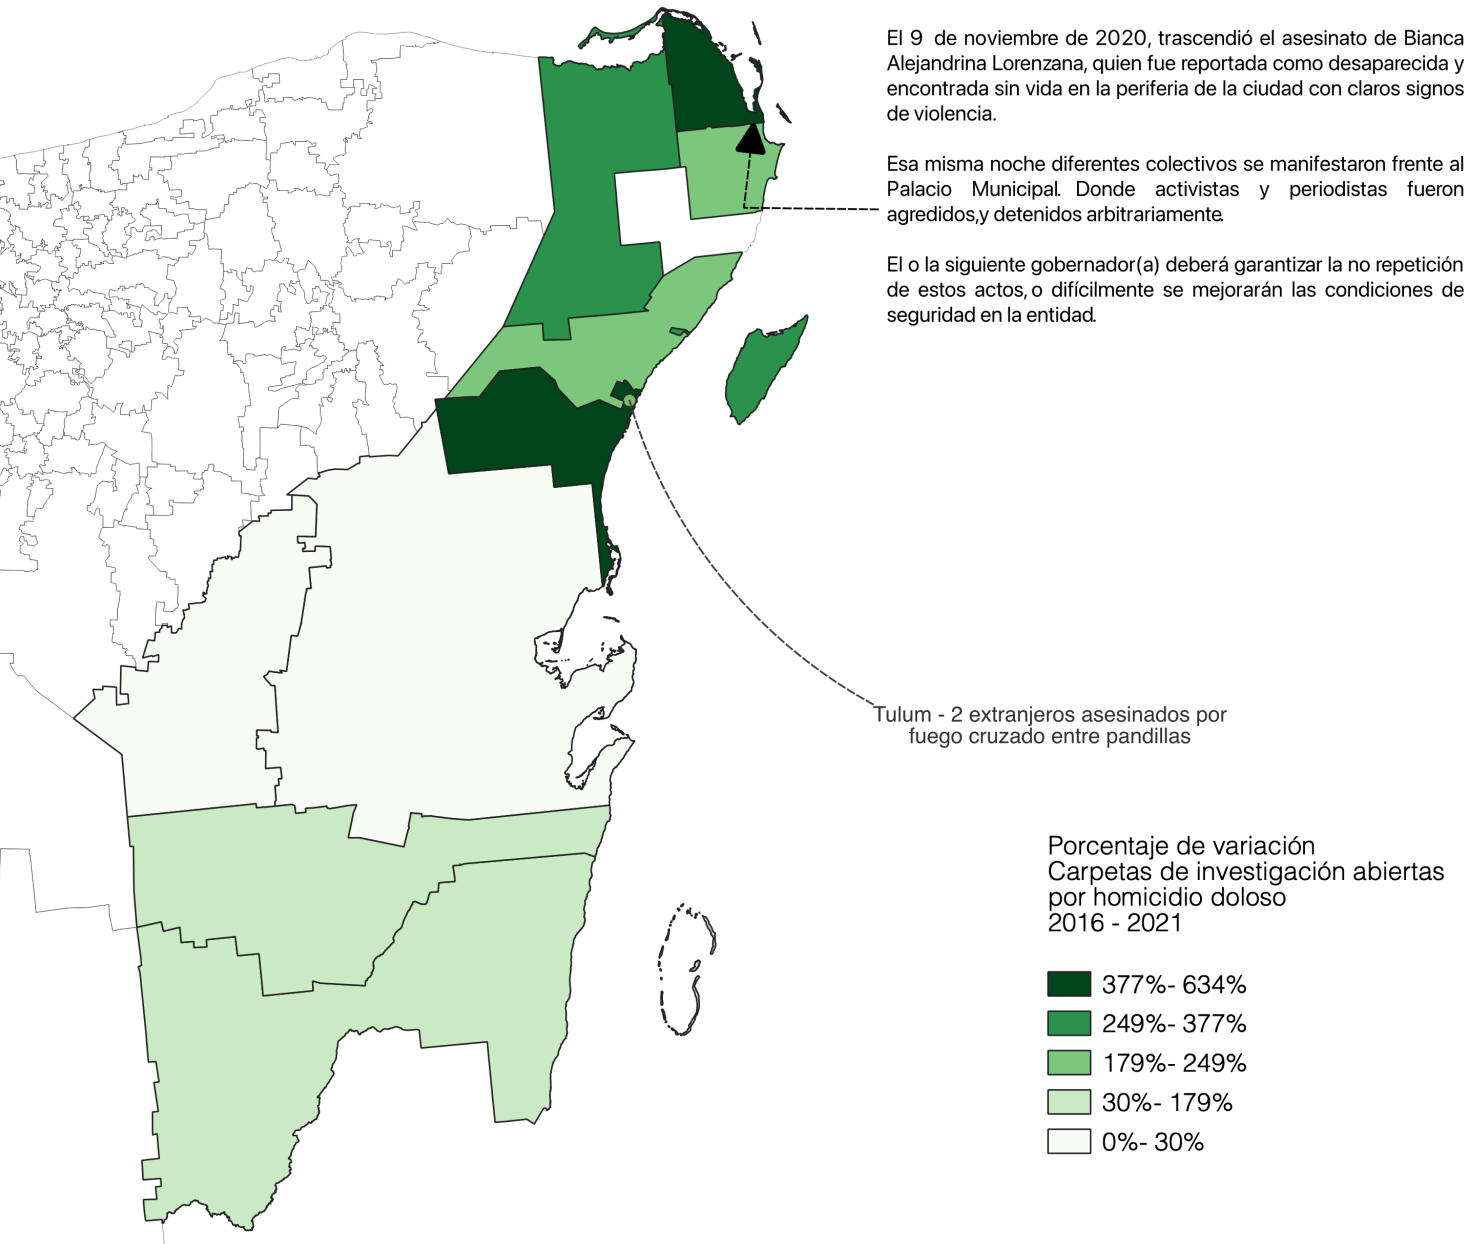 El 9 de noviembre de 2020, trascendió el asesinato de Bianca
Alejandrina Lorenzana, quien fue reportada como desaparecida y
encontrada sin vida en la periferia de la ciudad con claros signos
de violencia.
Esa misma noche diferentes colectivos se manifestaron frente al
Palacio Municipal. Donde activistas y periodistas fueron
agredidos,y detenidos arbitrariamente.
El o la siguiente gobernador(a) deberá garantizar la no repetición
de estos actos, o difícilmente se mejorarán las condiciones de
seguridad en la entidad.
Tulum - 2 extranjeros asesinados por
fuego cruzado entre pandillas
Porcentaje de variación
Carpetas de investigación abiertas
por homicidio doloso
2016 - 2021
377%- 634%
249%- 377%
179%- 249%
30%- 179%
0%- 30%